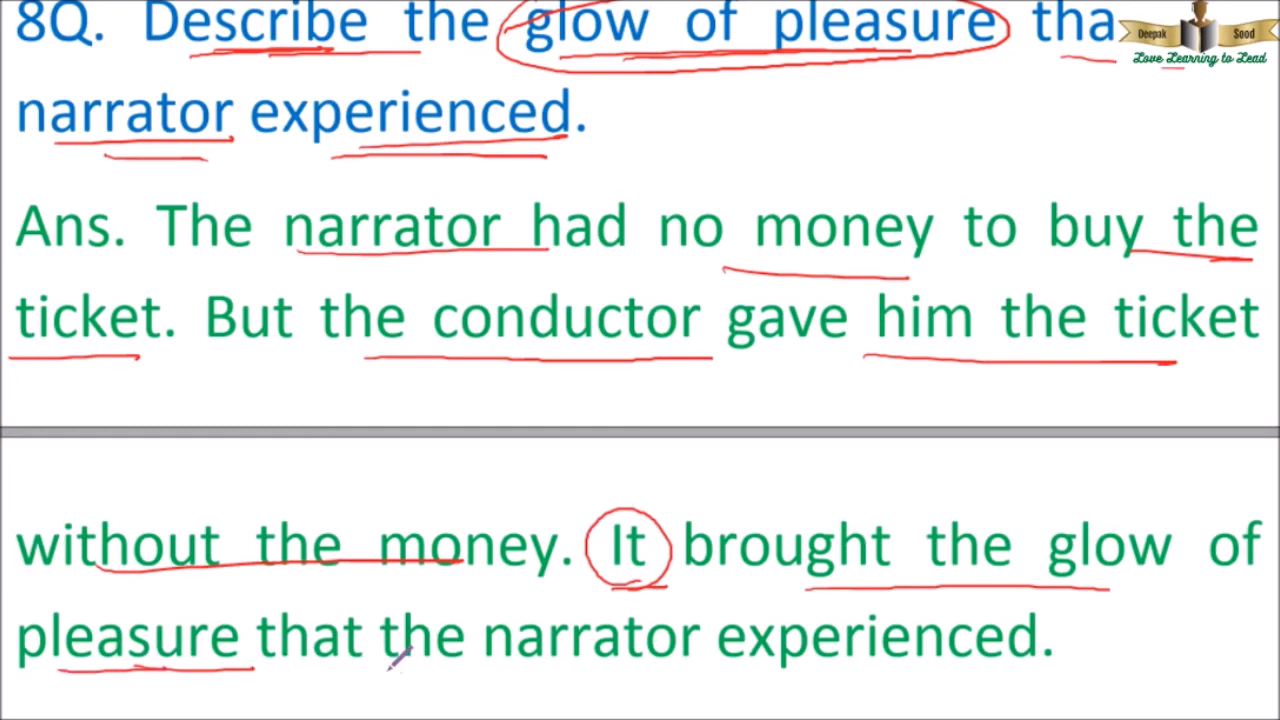 8Q. Describe the glow of pleasure tha
Deepak Sood
Love Learning to Lead
narrator experienced.
Ans. The narrator had no money to buy the
ticket. But the conductor gave him the ticket
without the money. It brought the glow of
pleasure that the narrator experienced.